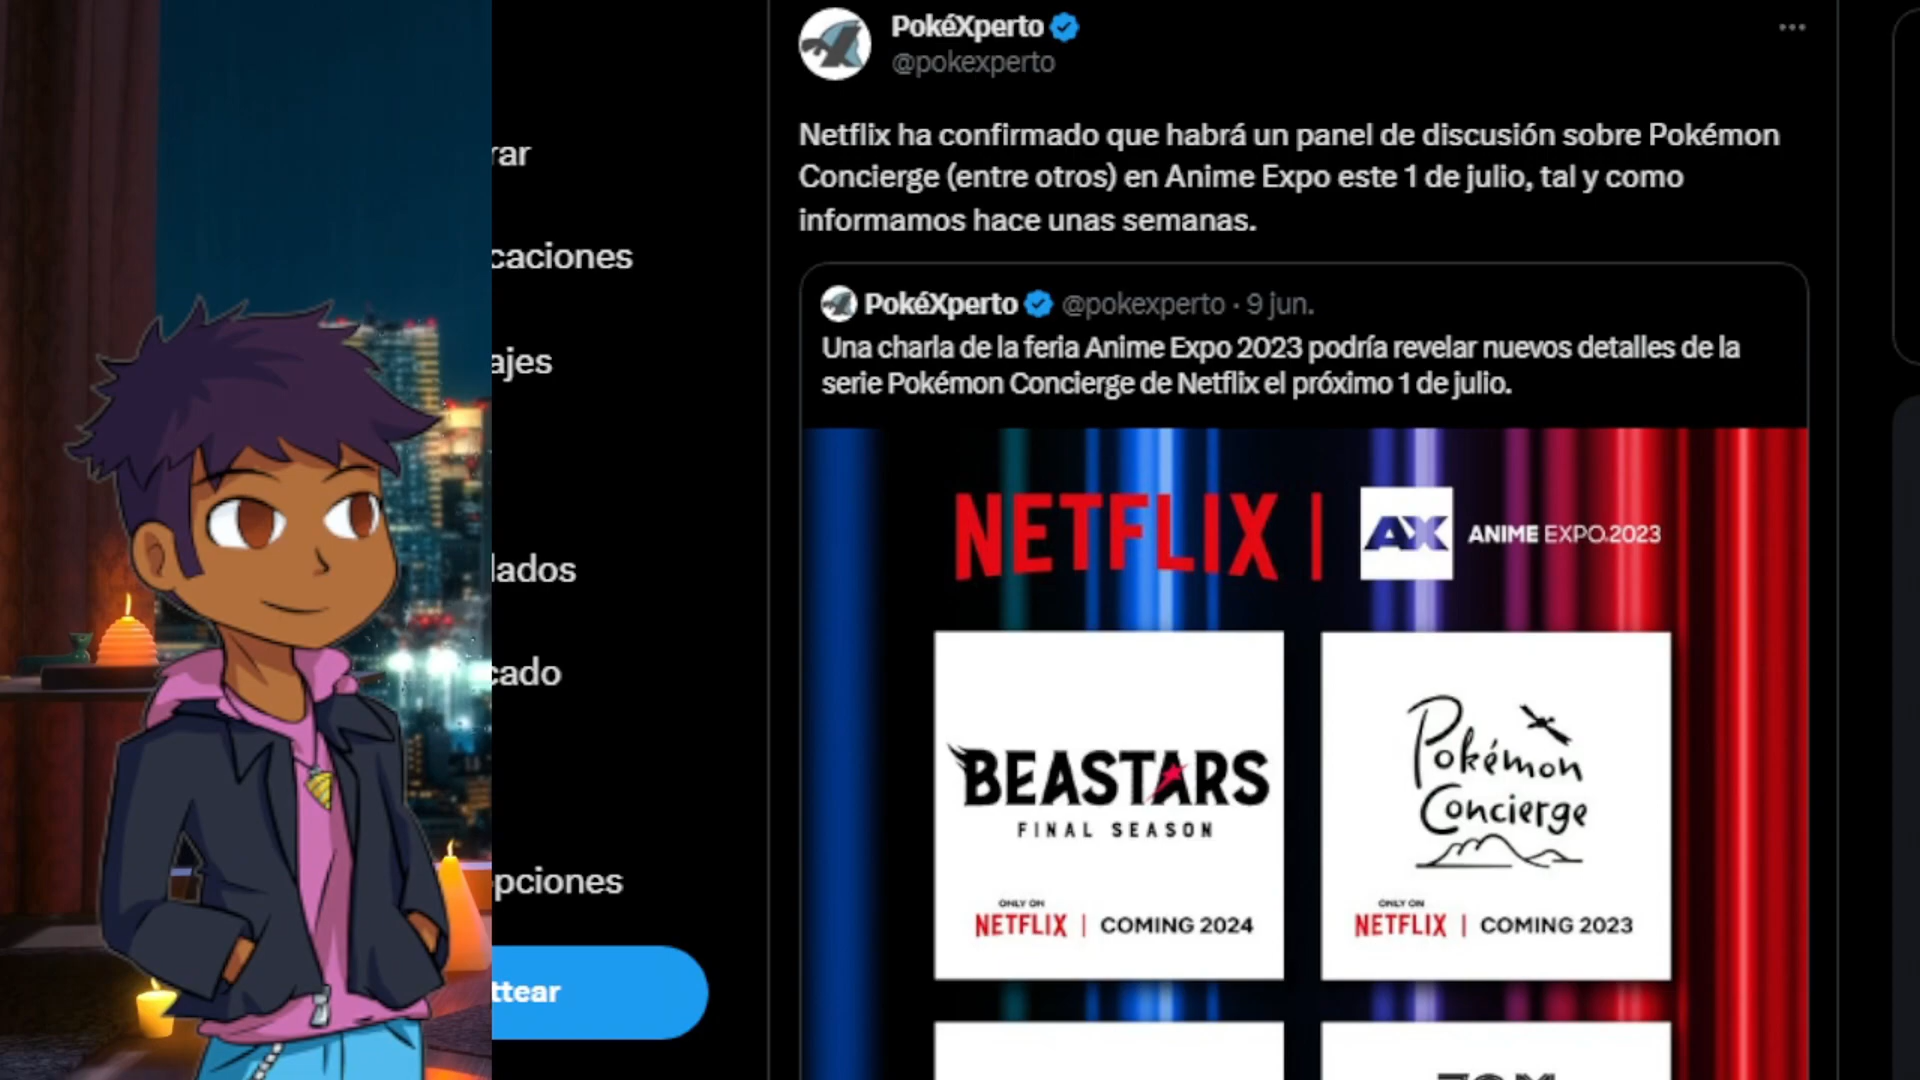 PokéXperto
@pokexperto
Netflix ha confirmado que habrá un panel de discusión sobre Pokémon
Concierge (entre otros) en Anime Expo este 1 de julio, tal y como
informamos hace unas semanas.
PokéXperto @pokexperto · 9 jun.
Una charla de la feria Anime Expo 2023 podría revelar nuevos detalles de la
serie Pokémon Concierge de Netflix el próximo 1 de julio.
NETFLIX | AX ANIME EXPO 2023
BEASTARS
FINAL SEASON
ONLY ON
NETFLIX | COMING 2024
Pokémon
Concierge
ONLY ON
NETFLIX | COMING 2023
rar
caciones
ajes
lados
cado
pciones
ttear